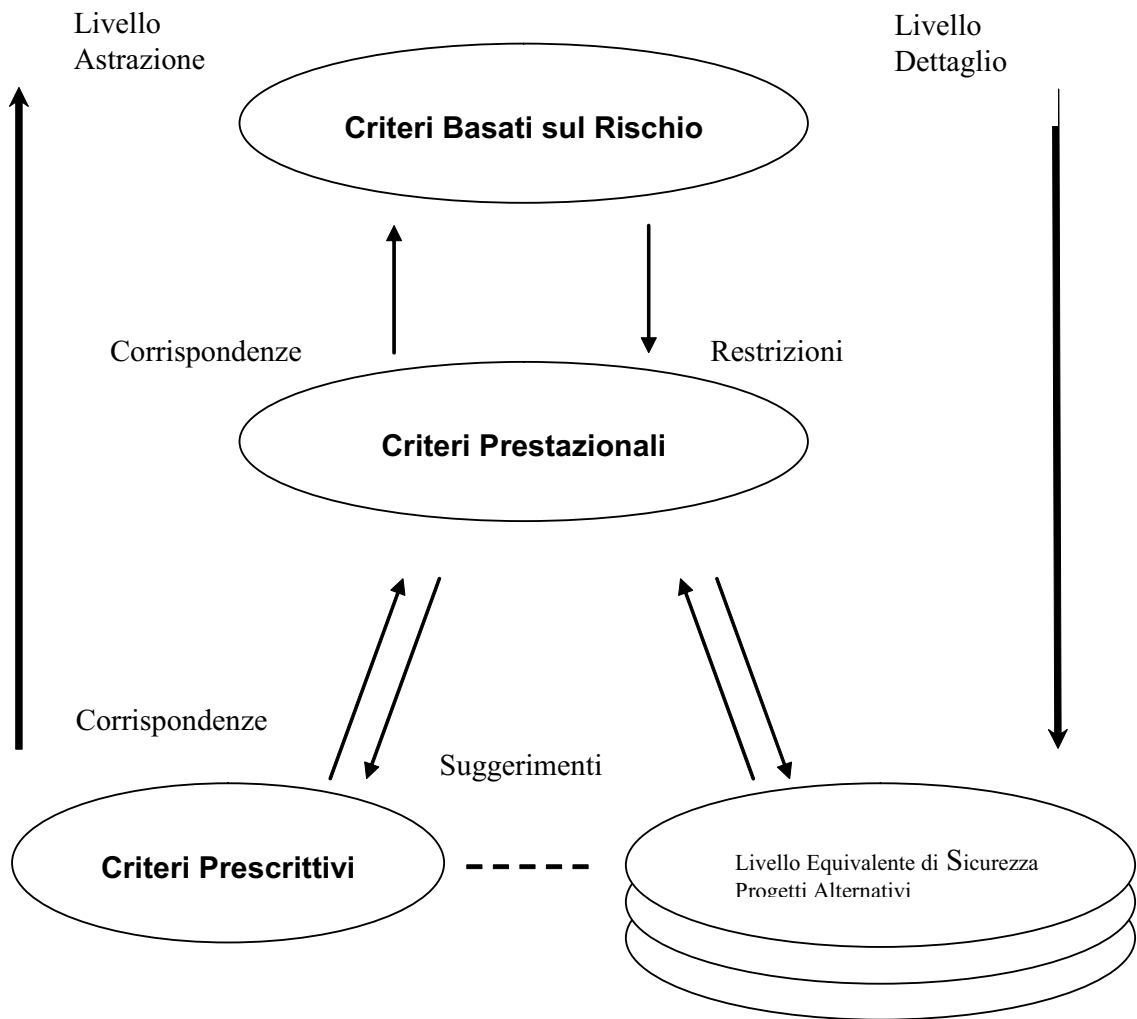 Livello
Astrazione
Livello
Dettaglio
Criteri Basati sul Rischio
Corrispondenze
Restrizioni
Criteri Prestazionali
Corrispondenze
Suggerimenti
Criteri Prescrittivi
Livello Equivalente di Sicurezza
Progetti Alternativi